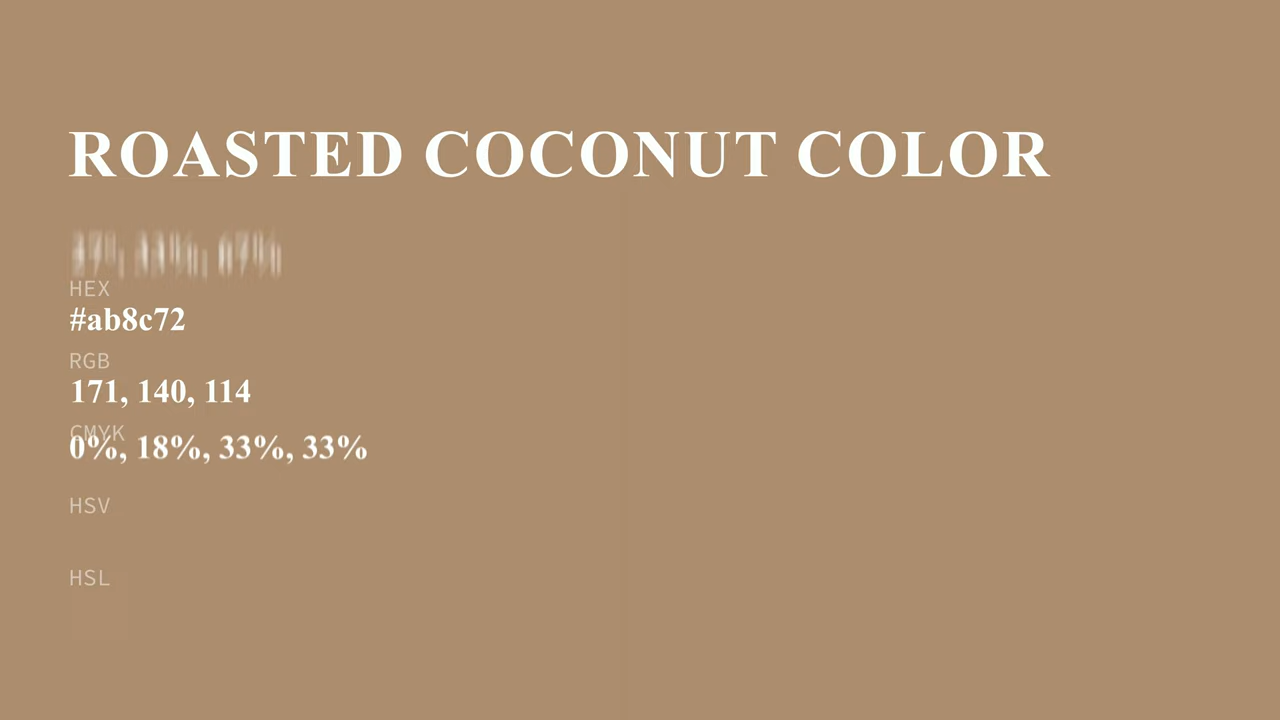 ROASTED COCONUT COLOR
HEX
#ab8c72
RGB
171, 140, 114
CMYK
0%, 18%, 33%, 33%
HSV
HSL